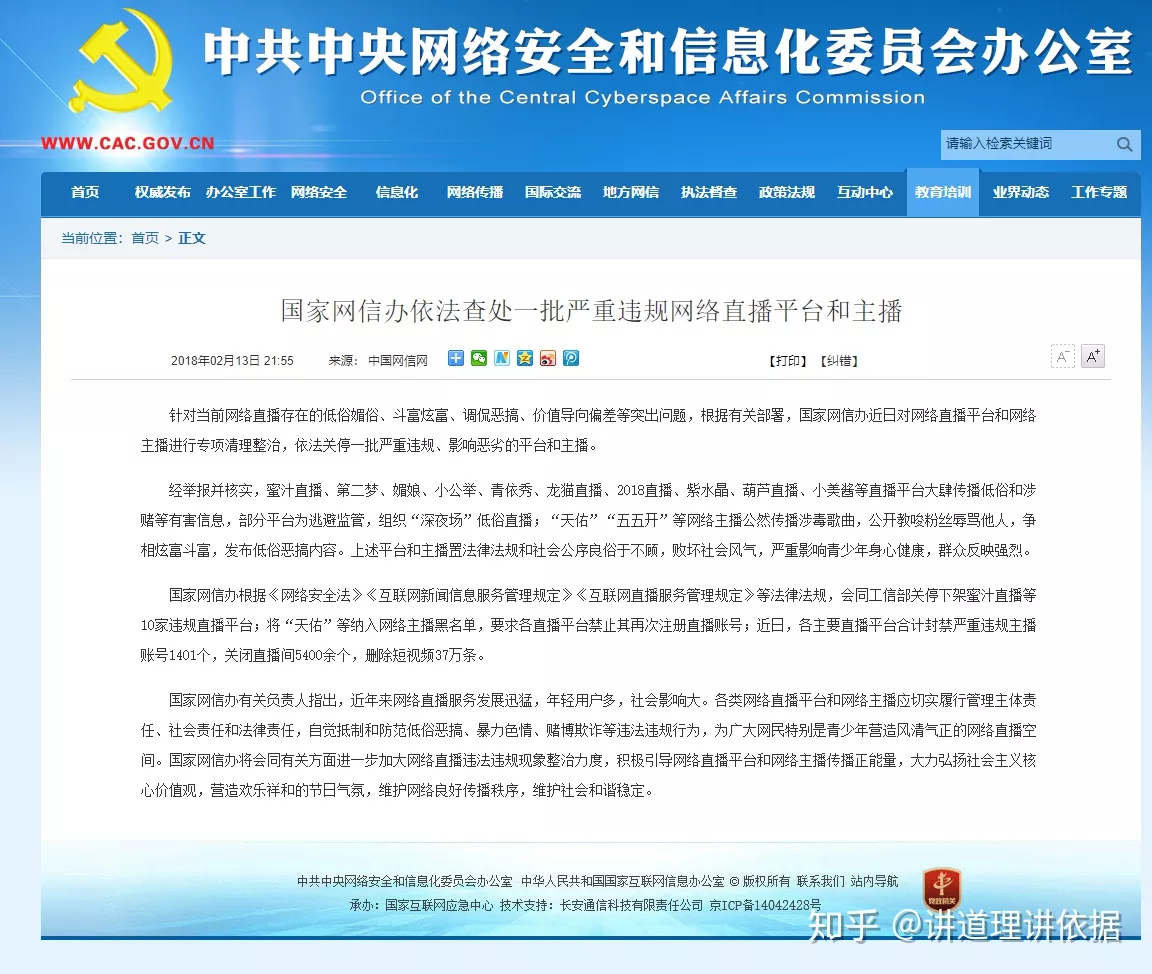 中共中央网络安全和信息化委员会办公室
Office of the Central Cyberspace Affairs Commission
WWW.CAC.GOV.CN
请输入检索关键词
首页 权威发布 办公室工作 网络安全 信息化 网络传播 国际交流 地方网信 执法督查 政策法规 互动中心 教育培训 业界动态 工作专题
当前位置：首页 > 正文
国家网信办依法查处一批严重违规网络直播平台和主播
2018年02月13日 21:55 来源： 中国网信网 【打印】【纠错】 A- A+
针对当前网络直播存在的低俗媚俗、斗富炫富、调侃恶搞、价值导向偏差等突出问题，根据有关部署，国家网信办近日对网络直播平台和网络
主播进行专项清理整治，依法关停一批严重违规、影响恶劣的平台和主播。
经举报并核实，蜜汁直播、第二梦、媚娘、小公举、青依秀、龙猫直播、2018直播、紫水晶、葫芦直播、小美酱等直播平台大肆传播低俗和涉
赌等有害信息，部分平台为逃避监管，组织“深夜场”低俗直播；“天佑”“五五开”等网络主播公然传播涉毒歌曲，公开教唆粉丝辱骂他人，争
相炫富斗富，发布低俗恶搞内容。上述平台和主播置法律法规和社会公序良俗于不顾，败坏社会风气，严重影响青少年身心健康，群众反映强烈。
国家网信办根据《网络安全法》《互联网新闻信息服务管理规定》《互联网直播服务管理规定》等法律法规，会同工信部关停下架蜜汁直播等
10家违规直播平台；将“天佑”等纳入网络主播黑名单，要求各直播平台禁止其再次注册直播账号；近日，各主要直播平台合计封禁严重违规主播
账号1401个，关闭直播间5400余个，删除短视频37万条。
国家网信办有关负责人指出，近年来网络直播服务发展迅猛，年轻用户多，社会影响大。各类网络直播平台和网络主播应切实履行管理主体责
任、社会责任和法律责任，自觉抵制和防范低俗恶搞、暴力色情、赌博欺诈等违法违规行为，为广大网民特别是青少年营造风清气正的网络直播空
间。国家网信办将会同有关方面进一步加大网络直播违法违规现象整治力度，积极引导网络直播平台和网络主播传播正能量，大力弘扬社会主义核
心价值观，营造欢乐祥和的节日气氛，维护网络良好传播秩序，维护社会和谐稳定。
中共中央网络安全和信息化委员会办公室 中华人民共和国国家互联网信息办公室 © 版权所有 联系我们 站内导航
承办：国家互联网应急中心 技术支持：长安通信科技有限责任公司 京ICP备14042428号
党政机关
知乎 @讲道理讲依据